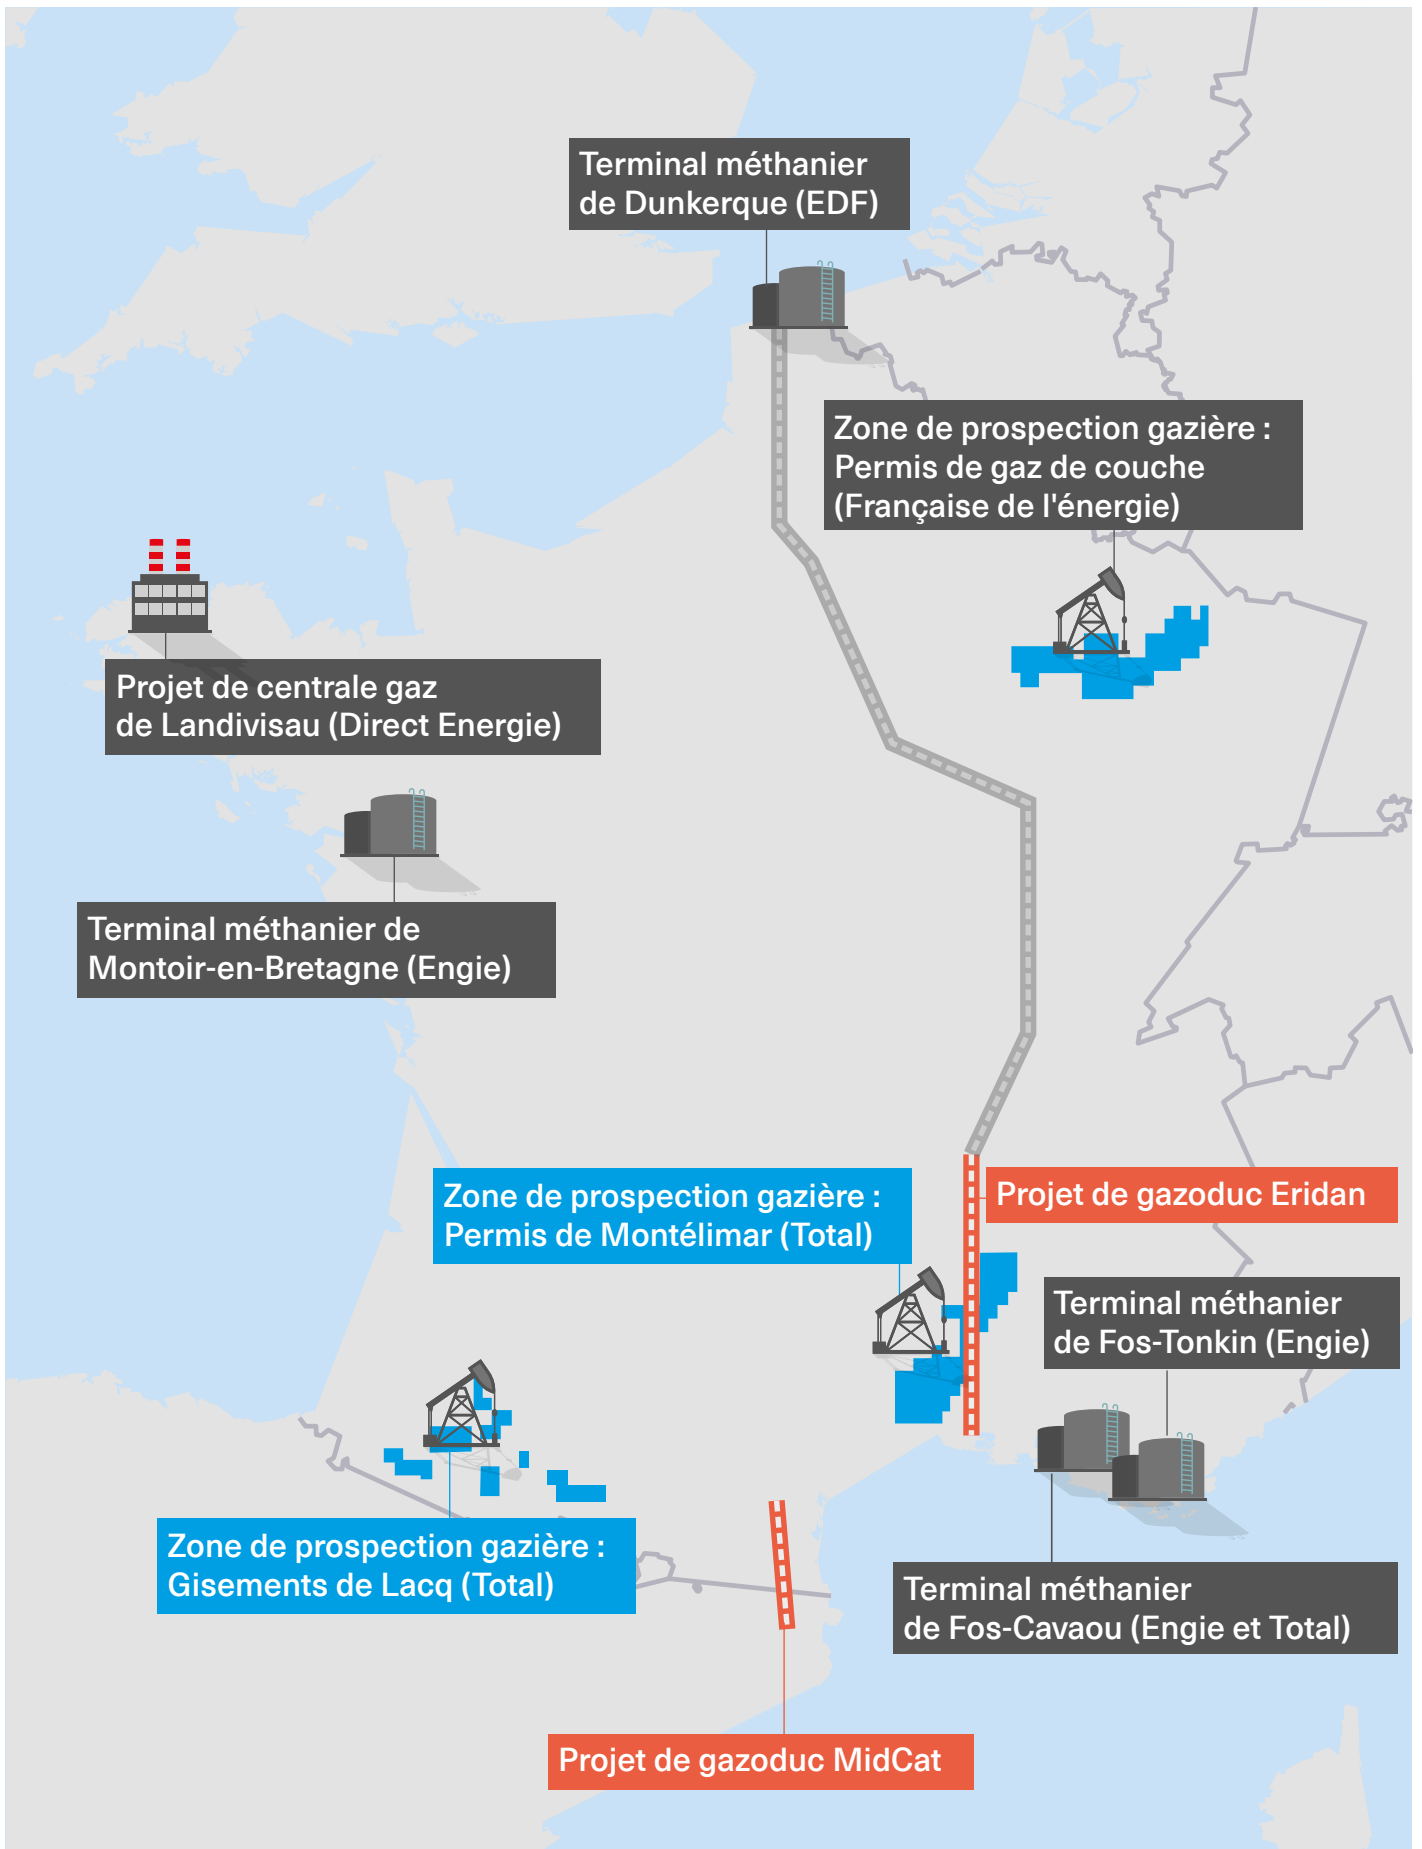 Terminal méthanier
de Dunkerque (EDF)
Zone de prospection gazière :
Permis de gaz de couche
(Française de l'énergie)
Projet de centrale gaz
de Landivisau (Direct Energie)
Terminal méthanier de
Montoir-en-Bretagne (Engie)
Zone de prospection gazière :
Permis de Montélimar (Total)
Projet de gazoduc Eridan
Terminal méthanier
de Fos-Tonkin (Engie)
Zone de prospection gazière :
Gisements de Lacq (Total)
Terminal méthanier
de Fos-Cavaou (Engie et Total)
Projet de gazoduc MidCat